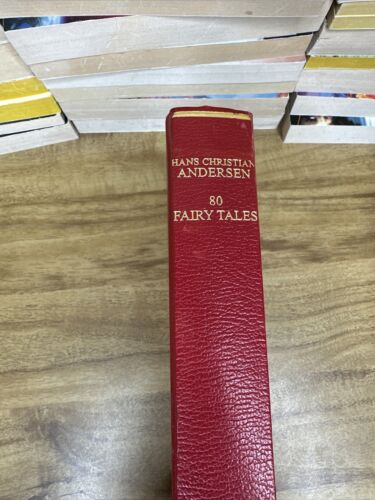 HANS CHRISTIAN
ANDERSEN
80
FAIRY TALES